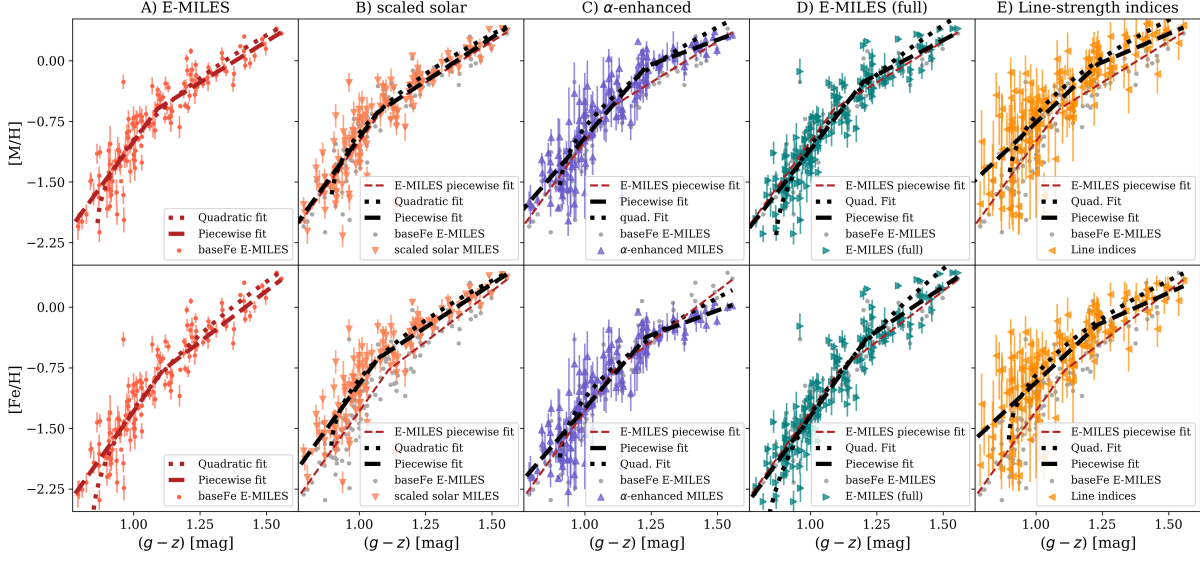 A) E-MILES
B) scaled solar
C) α-enhanced
D) E-MILES (full)
E) Line-strength indices
[M/H]
0.00
−0.75
−1.50
−2.25
Quadratic fit
Piecewise fit
baseFe E-MILES
E-MILES piecewise fit
Quadratic fit
Piecewise fit
baseFe E-MILES
scaled solar MILES
E-MILES piecewise fit
Piecewise fit
quad. Fit
baseFe E-MILES
α-enhanced MILES
E-MILES piecewise fit
Quad. Fit
Piecewise fit
baseFe E-MILES
E-MILES (full)
E-MILES piecewise fit
Quad. Fit
Piecewise fit
baseFe E-MILES
Line indices
[Fe/H]
0.00
−0.75
−1.50
−2.25
Quadratic fit
Piecewise fit
baseFe E-MILES
E-MILES piecewise fit
Quadratic fit
Piecewise fit
baseFe E-MILES
scaled solar MILES
E-MILES piecewise fit
Piecewise fit
Quad. Fit
baseFe E-MILES
α-enhanced MILES
E-MILES piecewise fit
Quad. Fit
Piecewise fit
baseFe E-MILES
E-MILES (full)
E-MILES piecewise fit
Quad. Fit
Piecewise fit
baseFe E-MILES
Line indices
1.00 1.25 1.50
1.00 1.25 1.50
1.00 1.25 1.50
1.00 1.25 1.50
1.00 1.25 1.50
(g − z) [mag]
(g − z) [mag]
(g − z) [mag]
(g − z) [mag]
(g − z) [mag]